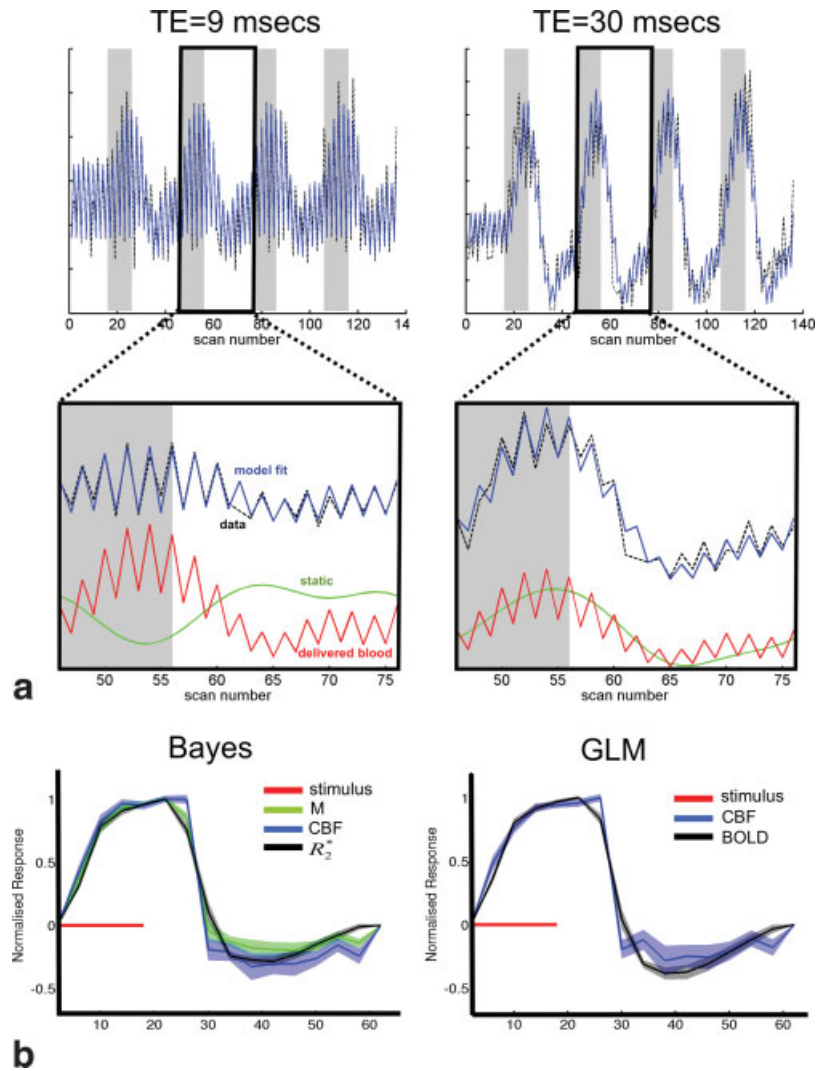 TE=9 msecs
TE=30 msecs
0 20 40 60 80 100 120 14
scan number
0 20 40 60 80 100 120 140
scan number
model fit
data
static
delivered blood
50 55 60 65 70 75
scan number
50 55 60 65 70 75
scan number
a
Bayes
GLM
Normalised Response
1
0.5
0
-0.5
stimulus
M
CBF
R₂*
10 20 30 40 50 60
Normalised Response
1
0.5
0
-0.5
stimulus
CBF
BOLD
10 20 30 40 50 60
b